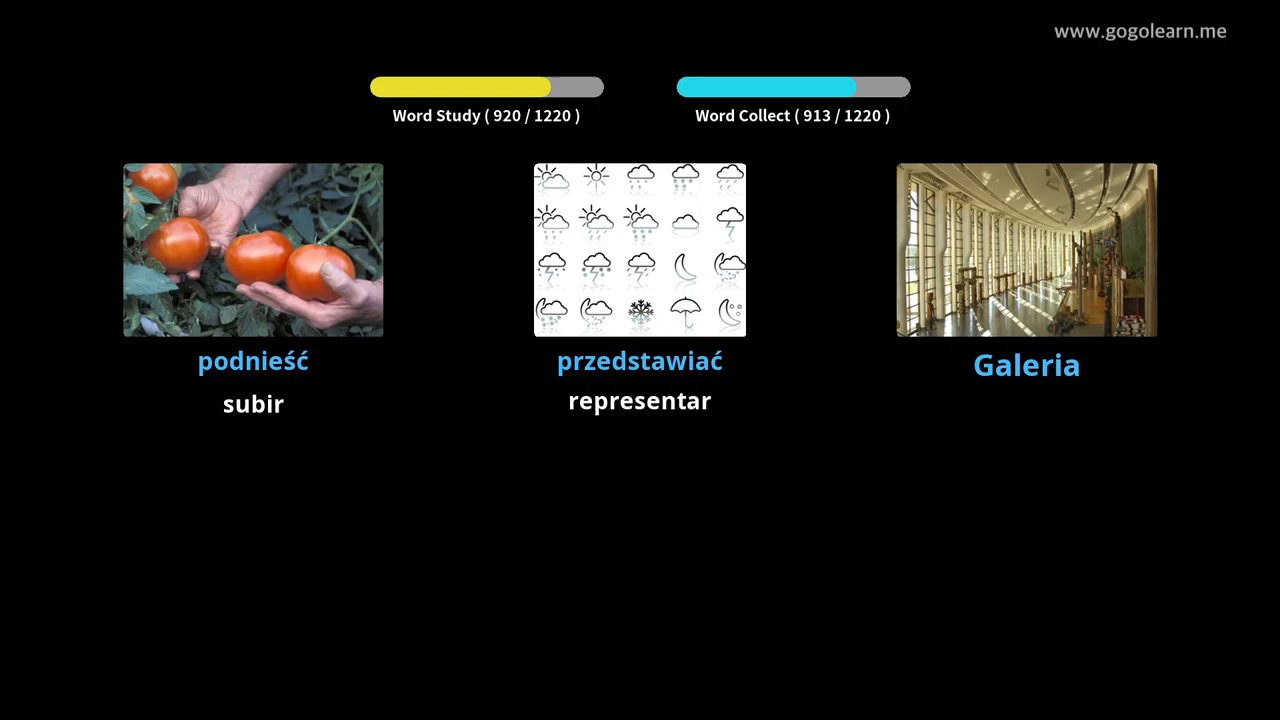 www.gogolearn.me
Word Study ( 920 / 1220 )
Word Collect ( 913 / 1220 )
podnieść
subir
przedstawiać
representar
Galeria